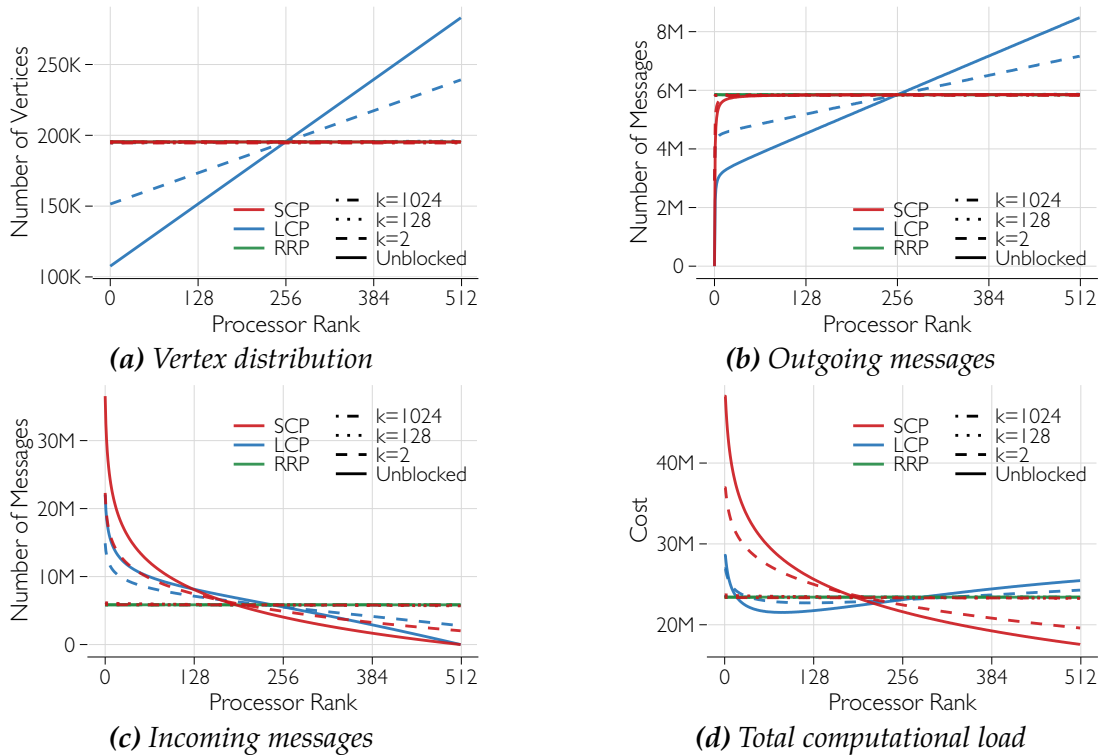 Number of Vertices
250K
200K
150K
100K
SCP
LCP
RRP
k=1024
k=128
k=2
Unblocked
0 128 256 384 512
Processor Rank
(a) Vertex distribution
Number of Messages
8M
6M
4M
2M
0
SCP
LCP
RRP
k=1024
k=128
k=2
Unblocked
0 128 256 384 512
Processor Rank
(b) Outgoing messages
Number of Messages
30M
20M
10M
0
SCP
LCP
RRP
k=1024
k=128
k=2
Unblocked
0 128 256 384 512
Processor Rank
(c) Incoming messages
Cost
40M
30M
20M
SCP
LCP
RRP
k=1024
k=128
k=2
Unblocked
0 128 256 384 512
Processor Rank
(d) Total computational load